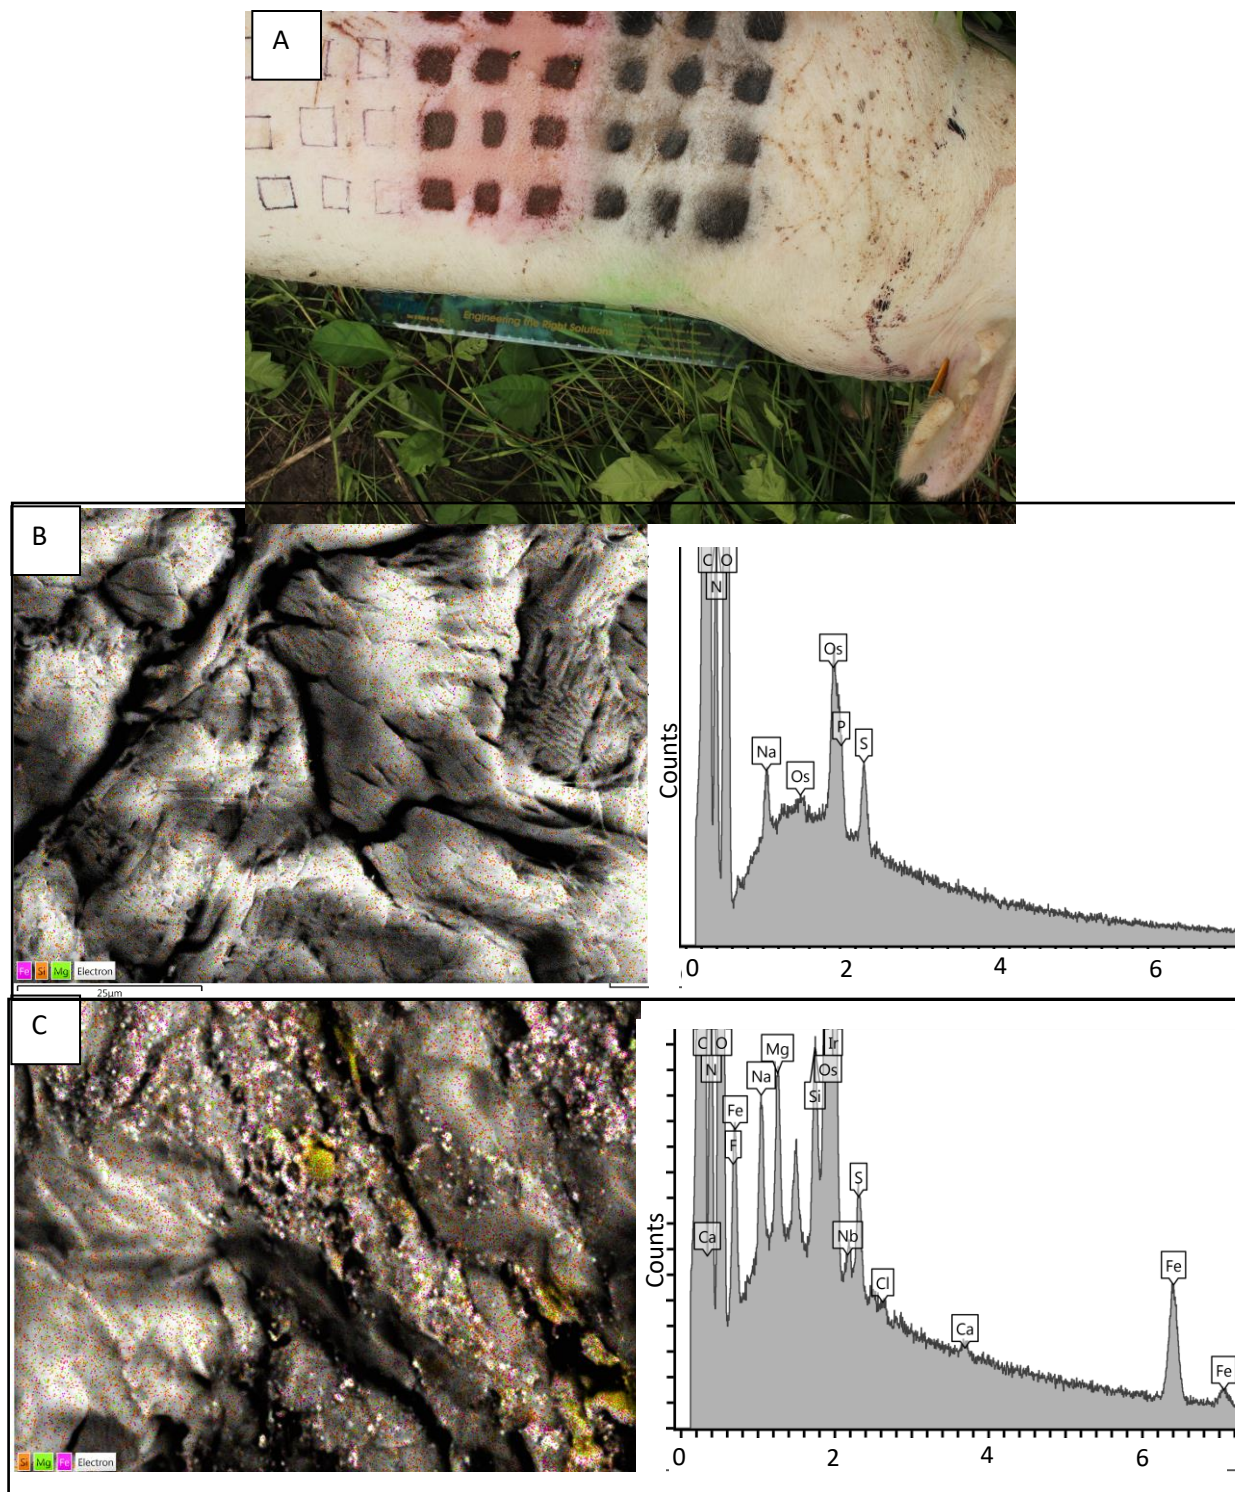 A
Engineering the Right Solutions
B
C O
N
Os
P
S
Na
Os
Counts
0 2 4 6
Fe Si Mg Electron
25µm
C
C O Ir
N Os
Mg
Na
Fe
Si
F
S
Ca
Nb
Cl
Ca
Fe
Fe
Counts
0 2 4 6
Si Mg Fe Electron